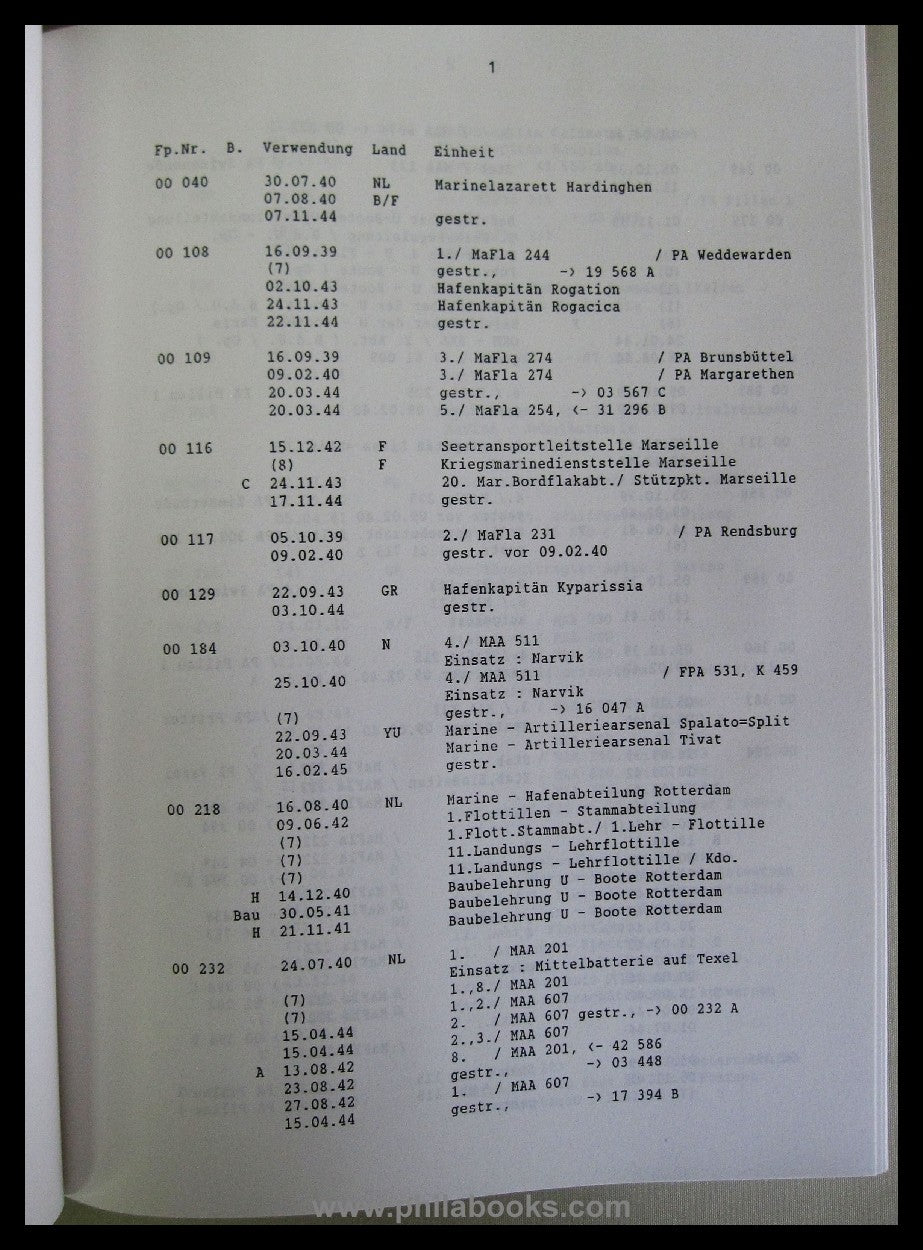 1
Fp.Nr. B. Verwendung Land Einheit
00 040 30.07.40 NL Marinelazarett Hardinghen
07.08.40 B/F
07.11.44 gestr.
00 108 16.09.39 1./ MaFla 244 / PA Weddewarden
(7) gestr., -> 19 568 A
02.10.43 Hafenkapitän Rogation
24.11.43 Hafenkapitän Rogacica
22.11.44 gestr.
00 109 16.09.39 3./ MaFla 274 / PA Brunsbüttel
09.02.40 3./ MaFla 274 / PA Margarethen
20.03.44 gestr., -> 03 567 C
20.03.44 5./ MaFla 254, <- 31 296 B
00 116 15.12.42 F Seetransportleitstelle Marseille
(8) F Kriegsmarinedienststelle Marseille
C 24.11.43 20. Mar.Bordflakabt./ Stützpkt. Marseille
17.11.44 gestr.
00 117 05.10.39 2./ MaFla 231 / PA Rendsburg
09.02.40 gestr. vor 09.02.40
00 129 22.09.43 GR Hafenkapitän Kyparissia
03.10.44 gestr.
00 184 03.10.40 N 4./ MAA 511
Einsatz : Narvik
25.10.40 4./ MAA 511 / FPA 531, K 459
Einsatz : Narvik
(7) gestr., -> 16 047 A
22.09.43 YU Marine - Artilleriearsenal Spalato=Split
20.03.44 Marine - Artilleriearsenal Tivat
16.02.45 gestr.
00 218 16.08.40 NL Marine - Hafenabteilung Rotterdam
09.06.42 1.Flottillen - Stammabteilung
(7) 1.Flott.Stammabt./ 1.Lehr - Flottille
(7) 11.Landungs - Lehrflottille
(7) 11.Landungs - Lehrflottille / Kdo.
H 14.12.40 Baubelehrung U - Boote Rotterdam
Bau 30.05.41 Baubelehrung U - Boote Rotterdam
H 21.11.41 Baubelehrung U - Boote Rotterdam
00 232 24.07.40 NL 1. / MAA 201
Einsatz : Mittelbatterie auf Texel
(7) 1.,8./ MAA 201
(7) 1.,2./ MAA 607
15.04.44 2. / MAA 607 gestr., -> 00 232 A
15.04.44 2.,3./ MAA 607
A 13.08.42 8. / MAA 201, <- 42 586
23.08.42 gestr., -> 03 448
27.08.42 1. / MAA 607
15.04.44 gestr., -> 17 394 B
www.philabooks.com